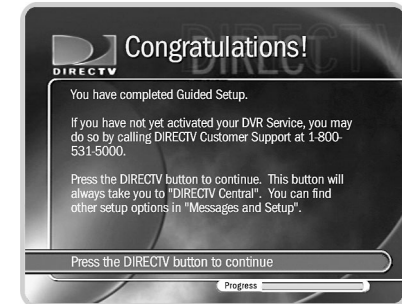 Congratulations!
DIRECTV
You have completed Guided Setup.
If you have not yet activated your DVR Service, you may
do so by calling DIRECTV Customer Support at 1-800-
531-5000.
Press the DIRECTV button to continue. This button will
always take you to "DIRECTV Central". You can find
other setup options in "Messages and Setup".
Press the DIRECTV button to continue
Progress